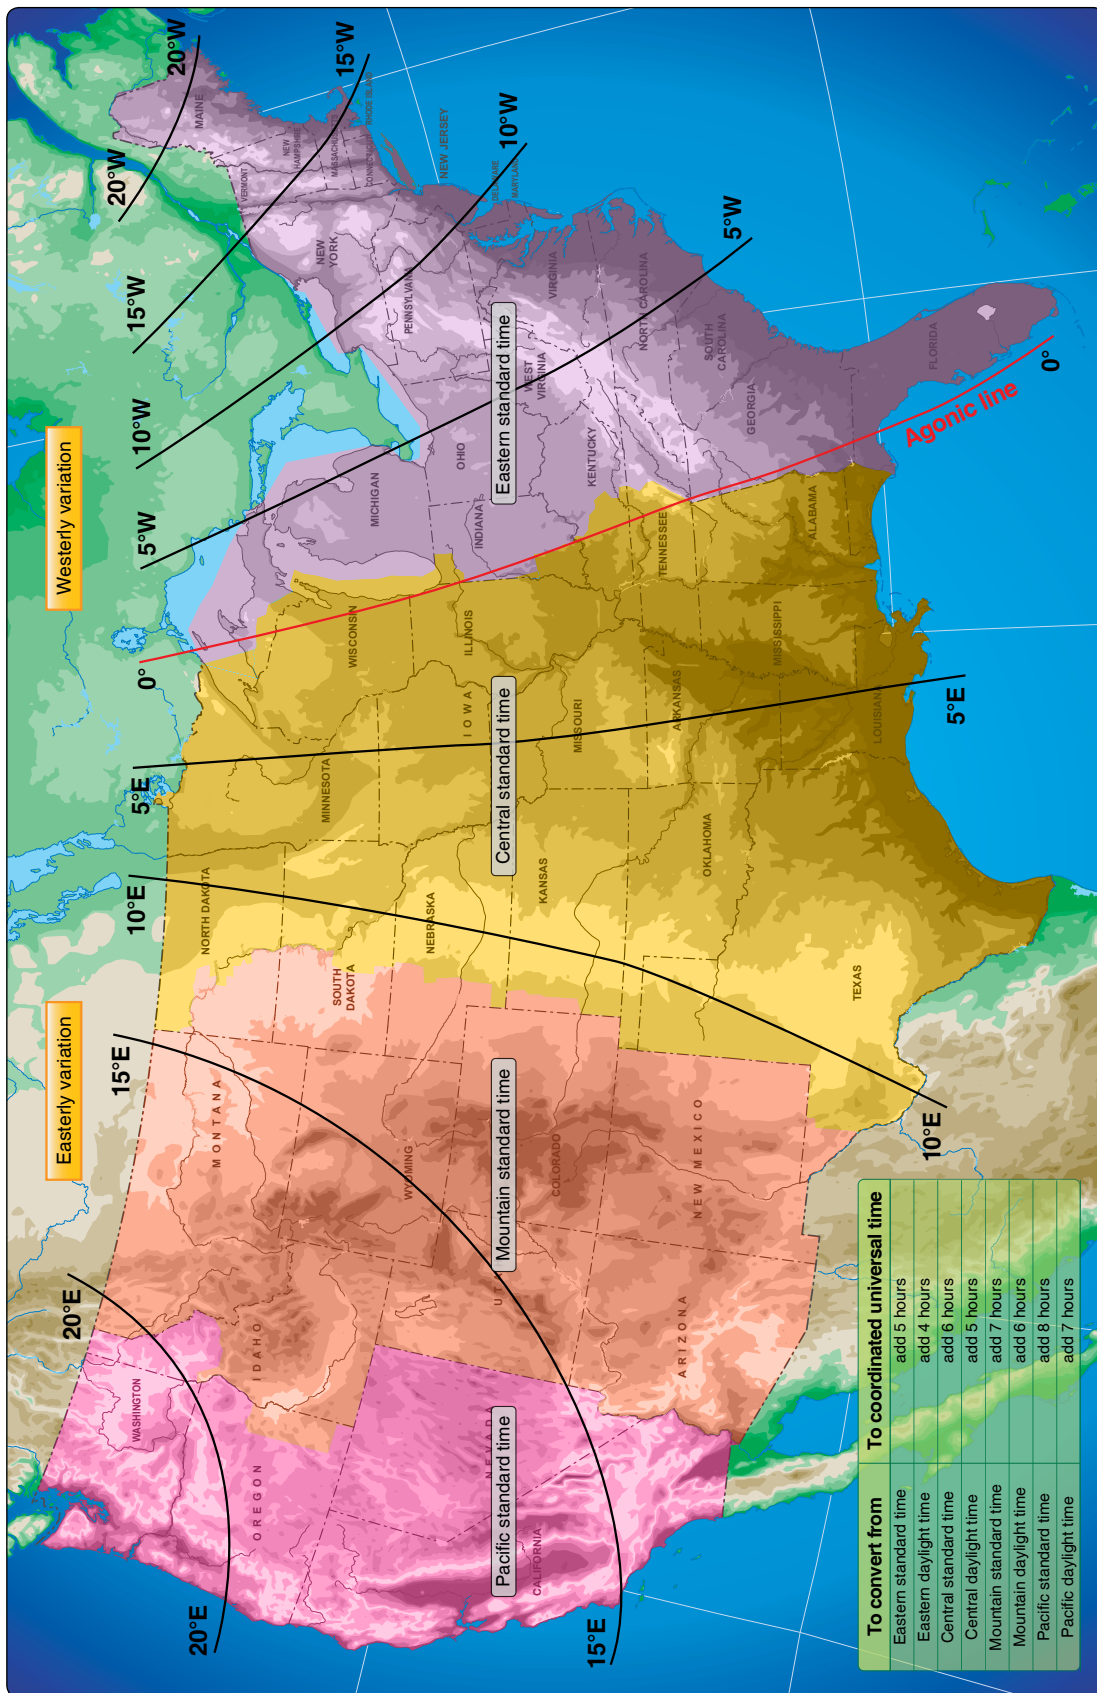 Easterly variation
Westerly variation
20°E
15°E
10°E
5°E
0°
5°W
10°W
15°W
20°W
20°W
15°W
10°W
5°W
0°
5°E
10°E
15°E
20°E
Agonic line
Pacific standard time
Mountain standard time
Central standard time
Eastern standard time
WASHINGTON
OREGON
CALIFORNIA
NEVADA
IDAHO
MONTANA
WYOMING
UTA
COLORADO
ARIZONA
NEW MEXICO
NORTH DAKOTA
SOUTH
DAKOTA
NEBRASKA
KANSAS
OKLAHOMA
TEXAS
MINNESOTA
IOWA
MISSOURI
ARKANSAS
LOUISIANA
WISCONSIN
ILLINOIS
MISSISSIPPI
MICHIGAN
INDIANA
OHIO
KENTUCKY
TENNESSEE
ALABAMA
WEST
VIRGINIA
VIRGINIA
NORTH CAROLINA
SOUTH
CAROLINA
GEORGIA
FLORIDA
PENNSYLVANIA
NEW
YORK
VERMONT
NEW
HAMPSHIRE
MAINE
MASSACHUSETTS
CONNECTICUT
RHODE ISLAND
NEW JERSEY
DELAWARE
MARYLAND
To convert from To coordinated universal time
Eastern standard time add 5 hours
Eastern daylight time add 4 hours
Central standard time add 6 hours
Central daylight time add 5 hours
Mountain standard time add 7 hours
Mountain daylight time add 6 hours
Pacific standard time add 8 hours
Pacific daylight time add 7 hours